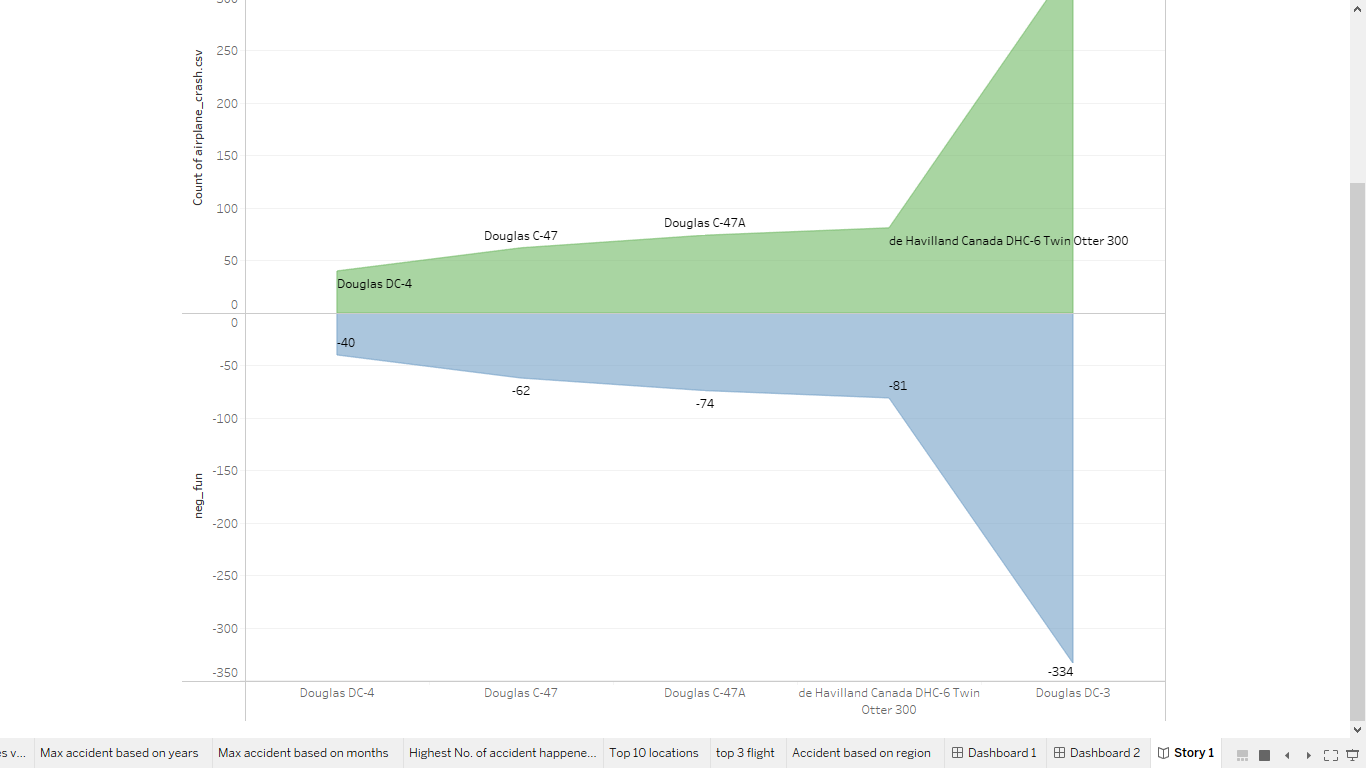 300
250
200
150
100
50
0
Count of airplane_crash.csv
Douglas DC-4
Douglas C-47
Douglas C-47A
de Havilland Canada DHC-6 Twin Otter 300
0
-50
-100
-150
-200
-250
-300
-350
neg_fun
-40
-62
-74
-81
-334
Douglas DC-4
Douglas C-47
Douglas C-47A
de Havilland Canada DHC-6 Twin
Otter 300
Douglas DC-3
es v... Max accident based on years Max accident based on months Highest No. of accident happene... Top 10 locations top 3 flight Accident based on region Dashboard 1 Dashboard 2 Story 1